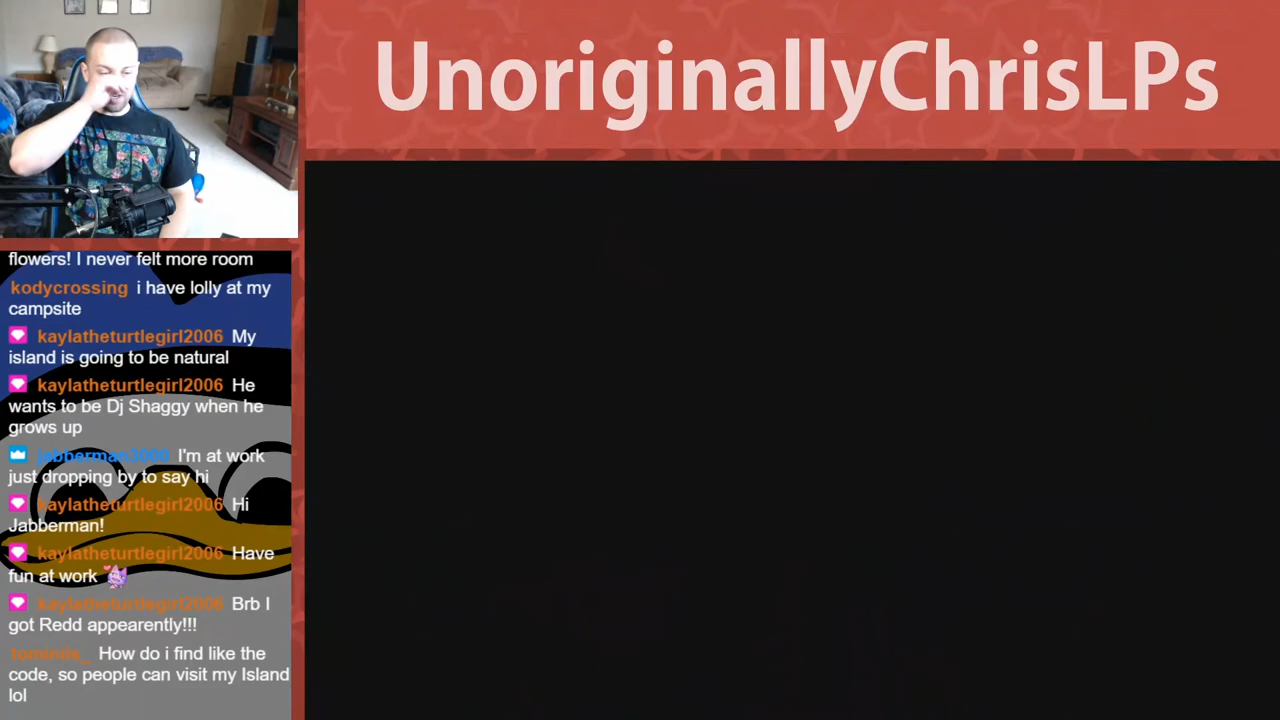 UnoriginallyChrisLPs
flowers! I never felt more room
kodycrossing i have lolly at my
campsite
kaylatheturtlegirl2006 My
island is going to be natural
kaylatheturtlegirl2006 He
wants to be Dj Shaggy when he
grows up
jabberman3000 I'm at work
just dropping by to say hi
kaylatheturtlegirl2006 Hi
Jabberman!
kaylatheturtlegirl2006 Have
fun at work
kaylatheturtlegirl2006 Brb I
got Redd appearently!!!
How do i find like the
code, so people can visit my Island
lol